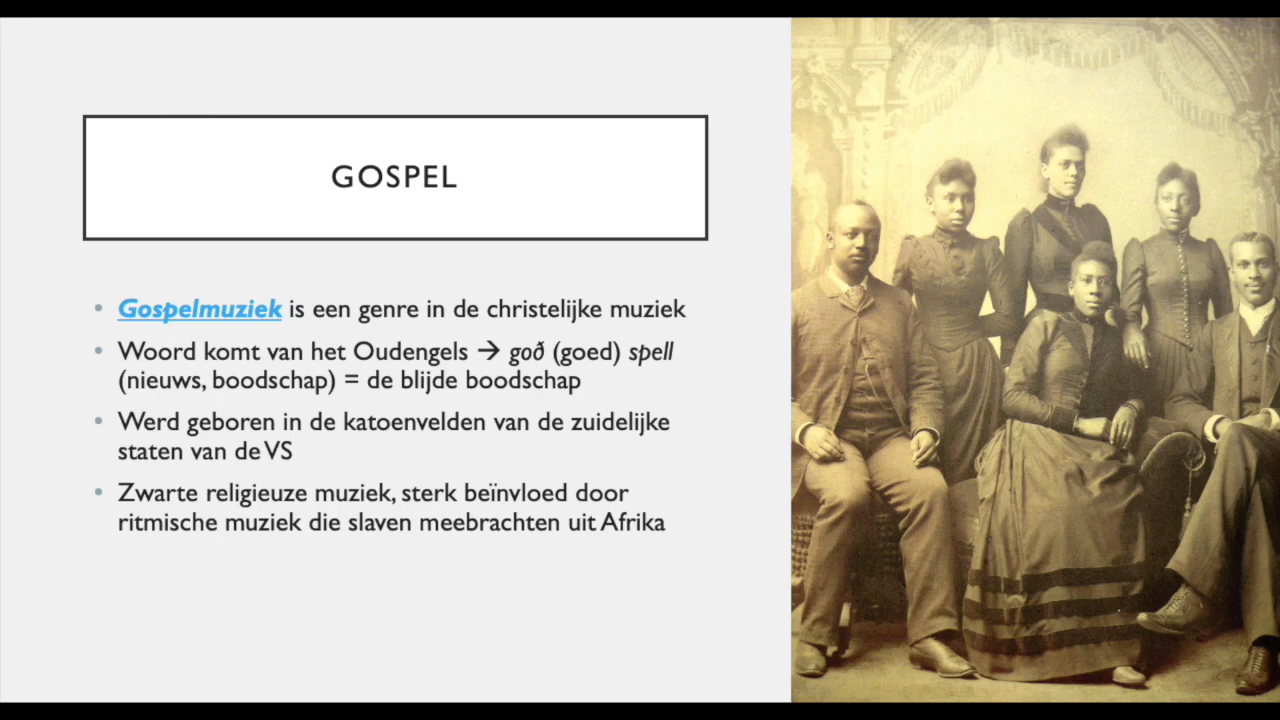 GOSPEL
• Gospelmuziek is een genre in de christelijke muziek
• Woord komt van het Oudengels → goð (goed) spell
(nieuws, boodschap) = de blijde boodschap
• Werd geboren in de katoenvelden van de zuidelijke
staten van de VS
• Zwarte religieuze muziek, sterk beïnvloed door
ritmische muziek die slaven meebrachten uit Afrika